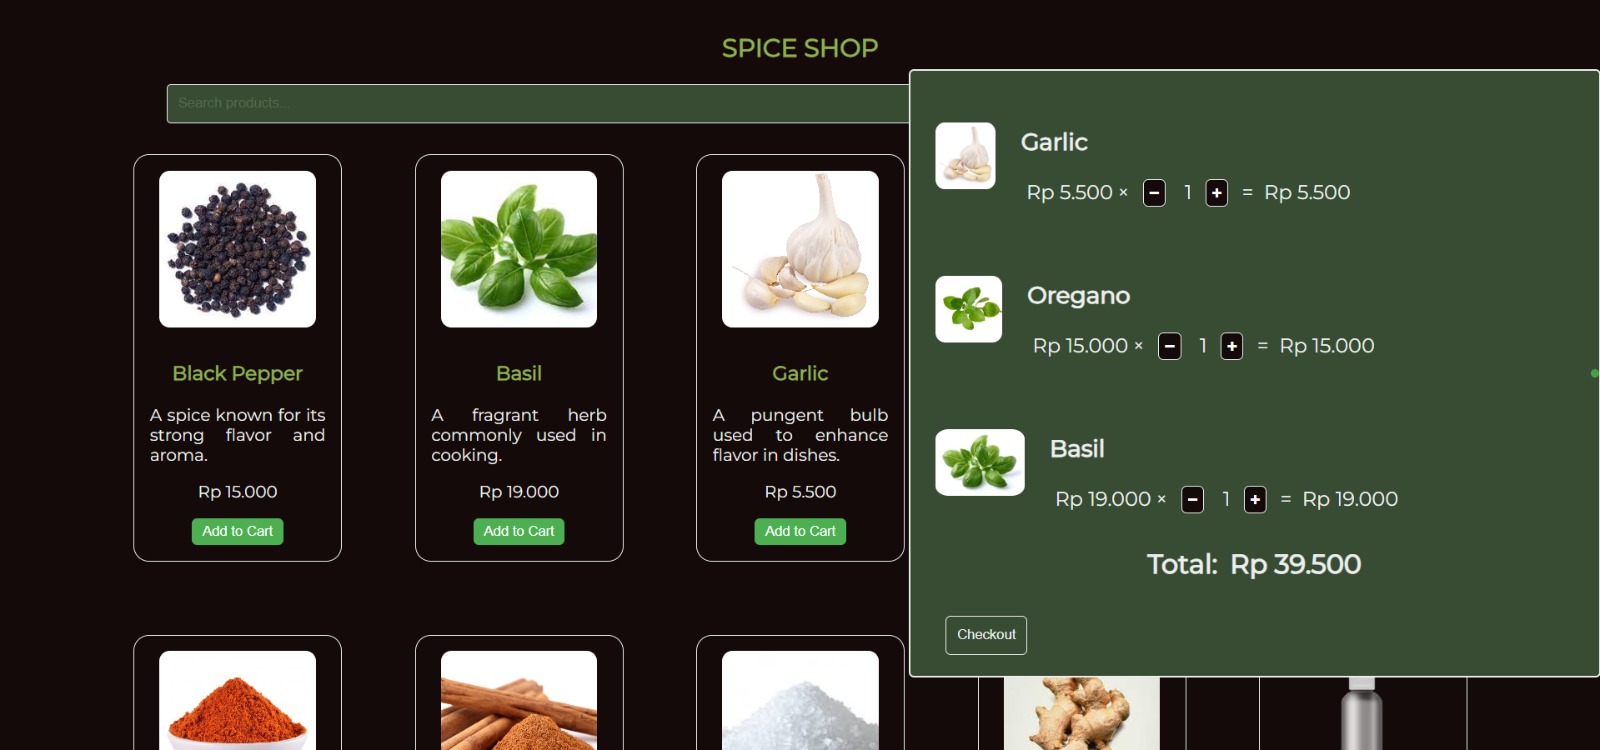 SPICE SHOP
Search products...
Black Pepper
A spice known for its
strong flavor and
aroma.
Rp 15.000
Add to Cart
Basil
A fragrant herb
commonly used in
cooking.
Rp 19.000
Add to Cart
Garlic
A pungent bulb
used to enhance
flavor in dishes.
Rp 5.500
Add to Cart
Garlic
Rp 5.500 × − 1 + = Rp 5.500
Oregano
Rp 15.000 × − 1 + = Rp 15.000
Basil
Rp 19.000 × − 1 + = Rp 19.000
Total: Rp 39.500
Checkout